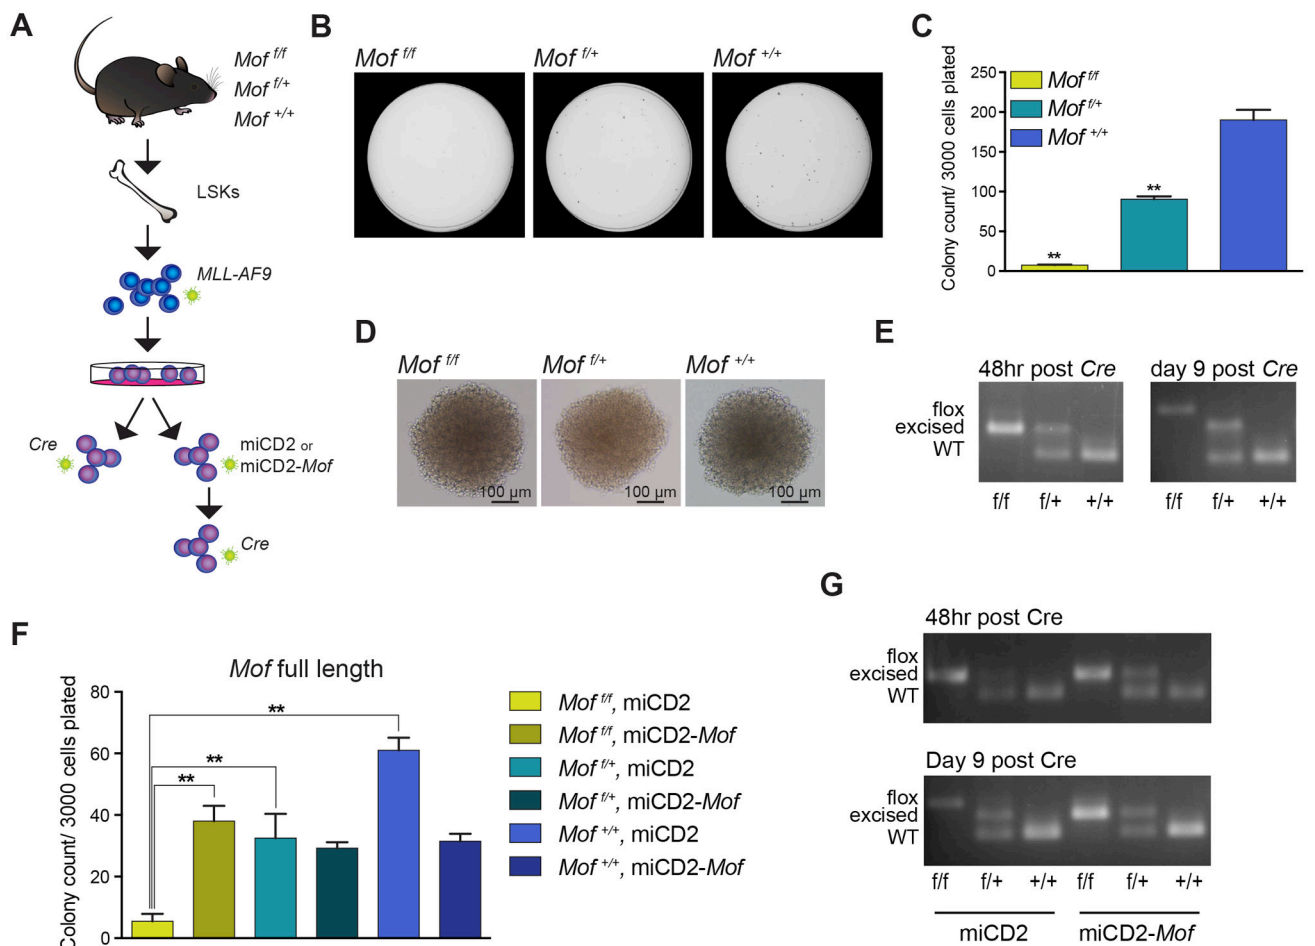 A
Mof f/f
Mof f/+
Mof +/+
LSKs
MLL-AF9
Cre
miCD2 or
miCD2-Mof
Cre
B
Mof f/f
Mof f/+
Mof +/+
C
Colony count/ 3000 cells plated
250
200
150
100
50
0
Mof f/f
Mof f/+
Mof +/+
**
**
D
Mof f/f
Mof f/+
Mof +/+
100 µm
100 µm
100 µm
E
48hr post Cre
day 9 post Cre
flox
excised
WT
f/f f/+ +/+
f/f f/+ +/+
F
Mof full length
Colony count/ 3000 cells plated
80
60
40
20
0
**
**
**
Mof f/f, miCD2
Mof f/f, miCD2-Mof
Mof f/+, miCD2
Mof f/+, miCD2-Mof
Mof +/+, miCD2
Mof +/+, miCD2-Mof
G
48hr post Cre
flox
excised
WT
Day 9 post Cre
flox
excised
WT
f/f f/+ +/+ f/f f/+ +/+
miCD2 miCD2-Mof